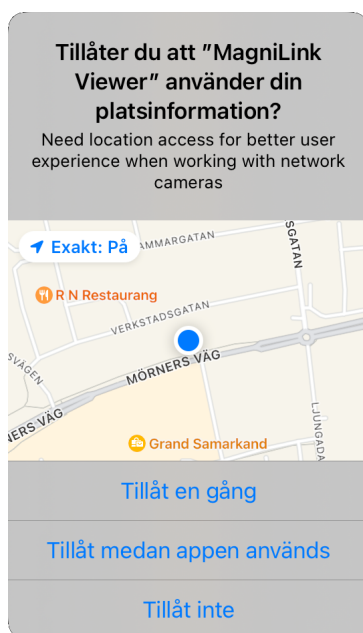 Tillåter du att ”MagniLink
Viewer” använder din
platsinformation?
Need location access for better user
experience when working with network
cameras
Exakt: På
AMMARGATAN
SGATAN
R N Restaurang
VERKSTADSGATAN
SVÄGEN
MÖRNERS VÄG
NERS VÄG
LJUNGADA
Grand Samarkand
Tillåt en gång
Tillåt medan appen används
Tillåt inte